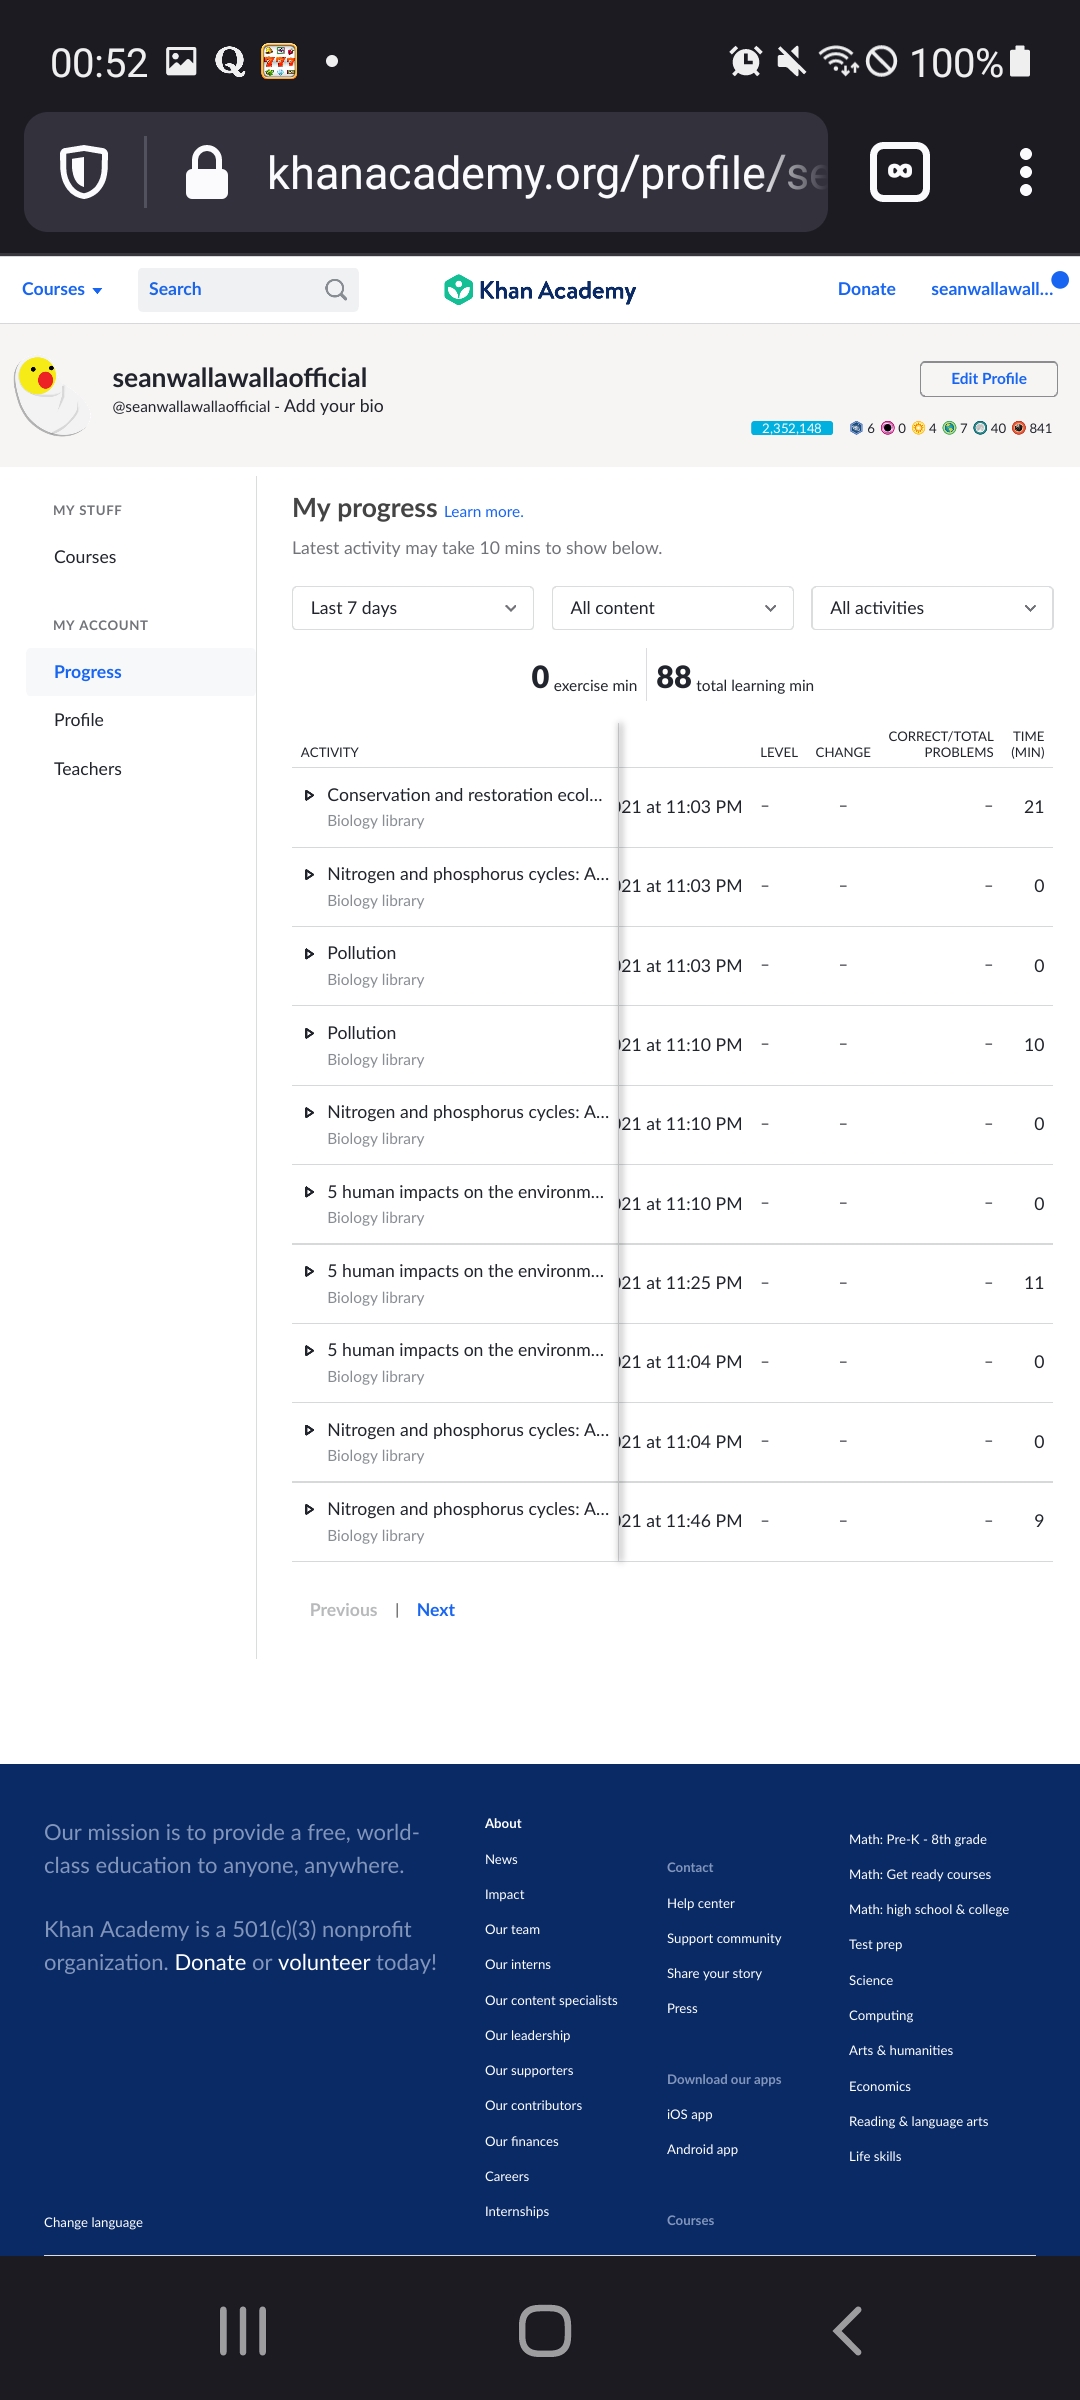 00:52
100%
khanacademy.org/profile/se
Courses
Search
Khan Academy
Donate
seanwallawall...
seanwallawallaofficial
@seanwallawallaofficial - Add your bio
Edit Profile
2,352,148 6 0 4 7 40 841
MY STUFF
Courses
MY ACCOUNT
Progress
Profile
Teachers
My progress Learn more.
Latest activity may take 10 mins to show below.
Last 7 days
All content
All activities
0 exercise min 88 total learning min
ACTIVITY LEVEL CHANGE CORRECT/TOTAL PROBLEMS TIME (MIN)
Conservation and restoration ecol... 021 at 11:03 PM – – – 21
Biology library
Nitrogen and phosphorus cycles: A... 021 at 11:03 PM – – – 0
Biology library
Pollution 021 at 11:03 PM – – – 0
Biology library
Pollution 021 at 11:10 PM – – – 10
Biology library
Nitrogen and phosphorus cycles: A... 021 at 11:10 PM – – – 0
Biology library
5 human impacts on the environm... 021 at 11:10 PM – – – 0
Biology library
5 human impacts on the environm... 021 at 11:25 PM – – – 11
Biology library
5 human impacts on the environm... 021 at 11:04 PM – – – 0
Biology library
Nitrogen and phosphorus cycles: A... 021 at 11:04 PM – – – 0
Biology library
Nitrogen and phosphorus cycles: A... 021 at 11:46 PM – – – 9
Biology library
Previous | Next
Our mission is to provide a free, world-
class education to anyone, anywhere.
Khan Academy is a 501(c)(3) nonprofit
organization. Donate or volunteer today!
Change language
About
News
Impact
Our team
Our interns
Our content specialists
Our leadership
Our supporters
Our contributors
Our finances
Careers
Internships
Contact
Help center
Support community
Share your story
Press
Download our apps
iOS app
Android app
Courses
Math: Pre-K - 8th grade
Math: Get ready courses
Math: high school & college
Test prep
Science
Computing
Arts & humanities
Economics
Reading & language arts
Life skills